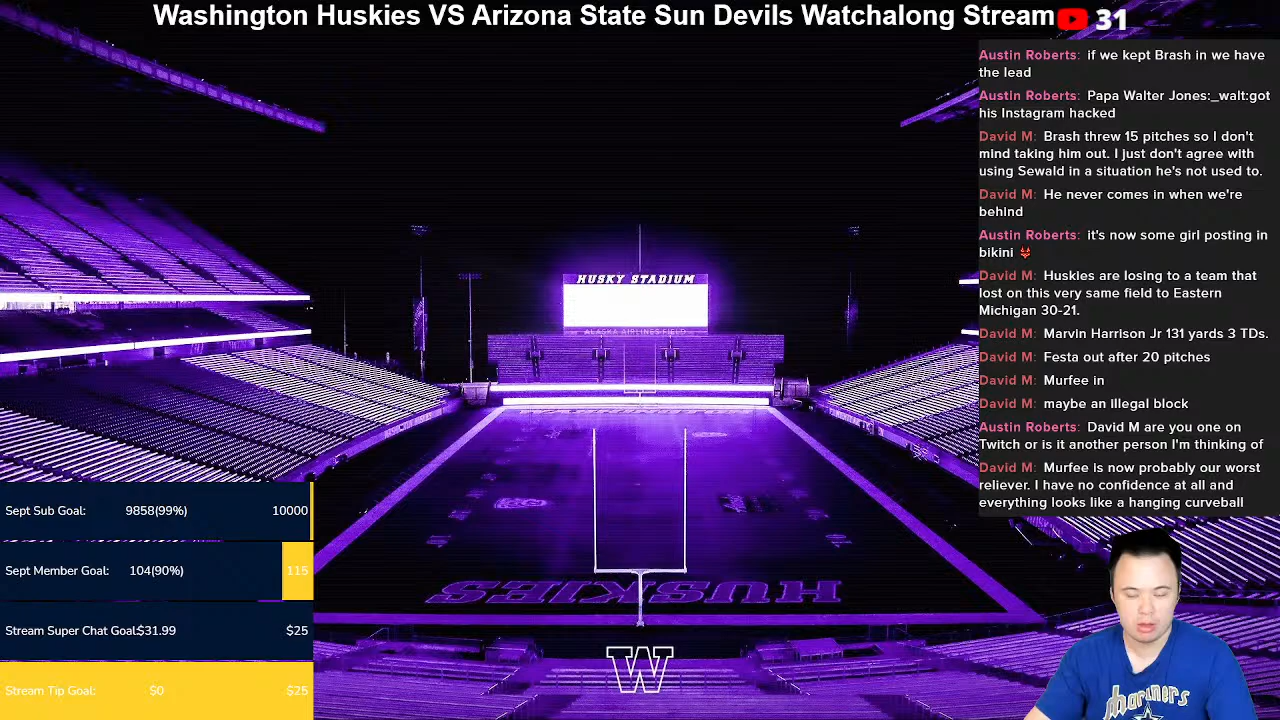 Washington Huskies VS Arizona State Sun Devils Watchalong Stream 31
Austin Roberts: if we kept Brash in we have
the lead
Austin Roberts: Papa Walter Jones:_walt:got
his Instagram hacked
David M: Brash threw 15 pitches so I don't
mind taking him out. I just don't agree with
using Sewald in a situation he's not used to.
David M: He never comes in when we're
behind
Austin Roberts: it's now some girl posting in
bikini
David M: Huskies are losing to a team that
lost on this very same field to Eastern
Michigan 30-21.
David M: Marvin Harrison Jr 131 yards 3 TDs.
David M: Festa out after 20 pitches
David M: Murfee in
David M: maybe an illegal block
Austin Roberts: David M are you one on
Twitch or is it another person I'm thinking of
David M: Murfee is now probably our worst
reliever. I have no confidence at all and
everything looks like a hanging curveball
HUSKY STADIUM
ALASKA AIRLINES FIELD
Sept Sub Goal: 9858(99%) 10000
Sept Member Goal: 104(90%) 115
Stream Super Chat Goal:$31.99 $25
Stream Tip Goal: $0 $25
HUSKIES
W
Mariners